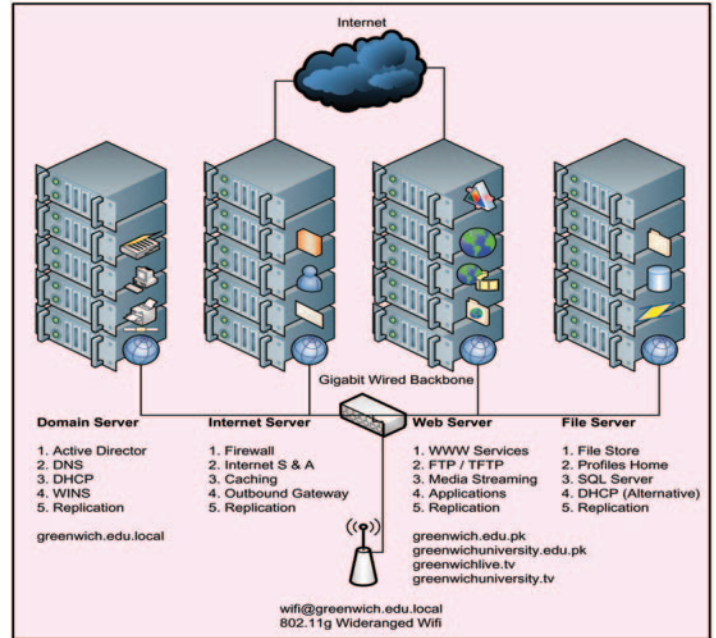 Internet
Gigabit Wired Backbone
Domain Server
1. Active Director
2. DNS
3. DHCP
4. WINS
5. Replication
greenwich.edu.local
Internet Server
1. Firewall
2. Internet S & A
3. Caching
4. Outbound Gateway
5. Replication
Web Server
1. WWW Services
2. FTP / TFTP
3. Media Streaming
4. Applications
5. Replication
greenwich.edu.pk
greenwichuniversity.edu.pk
greenwichlive.tv
greenwichuniversity.tv
File Server
1. File Store
2. Profiles Home
3. SQL Server
4. DHCP (Alternative)
5. Replication
wifi@greenwich.edu.local
802.11g Wideranged Wifi